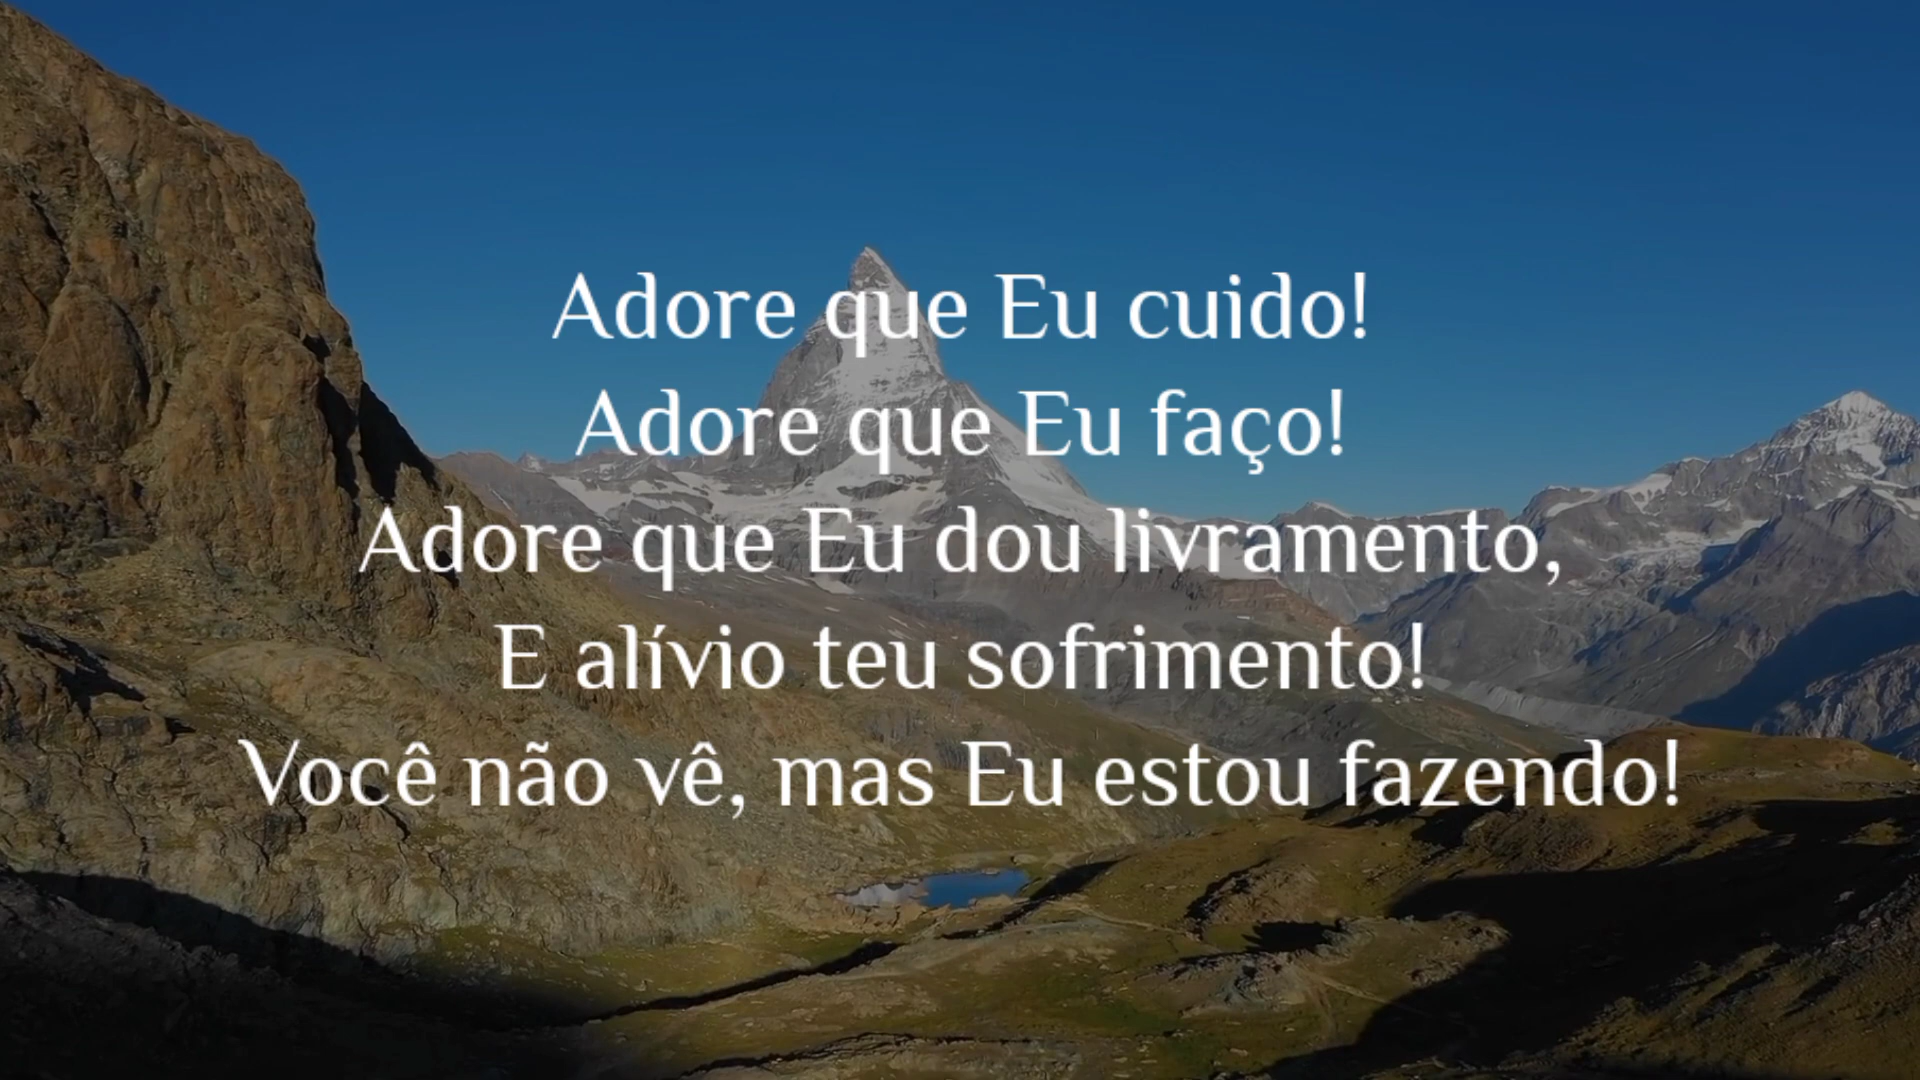 Adore que Eu cuido!
Adore que Eu faço!
Adore que Eu dou livramento,
E alívio teu sofrimento!
Você não vê, mas Eu estou fazendo!